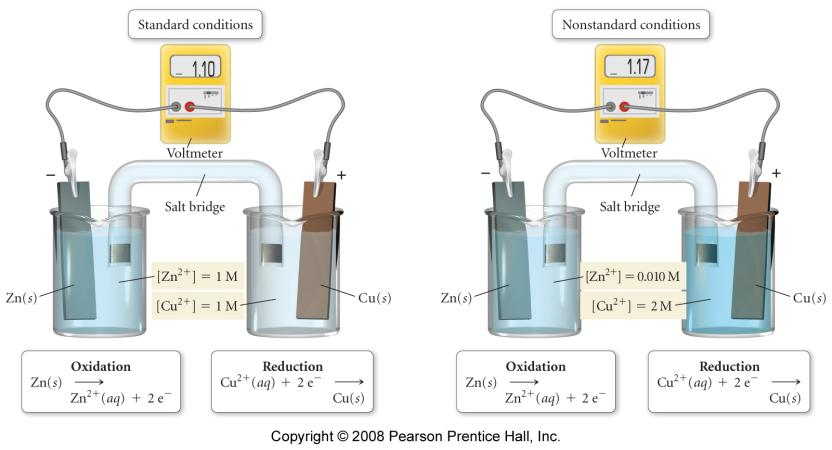 Standard conditions
1.10
Voltmeter
−
+
Salt bridge
[Zn²⁺] = 1 M
[Cu²⁺] = 1 M
Zn(s)
Cu(s)
Oxidation
Zn(s) ⟶
Zn²⁺(aq) + 2 e⁻
Reduction
Cu²⁺(aq) + 2 e⁻ ⟶
Cu(s)
Nonstandard conditions
1.17
Voltmeter
−
+
Salt bridge
[Zn²⁺] = 0.010 M
[Cu²⁺] = 2 M
Zn(s)
Cu(s)
Oxidation
Zn(s) ⟶
Zn²⁺(aq) + 2 e⁻
Reduction
Cu²⁺(aq) + 2 e⁻ ⟶
Cu(s)
Copyright © 2008 Pearson Prentice Hall, Inc.